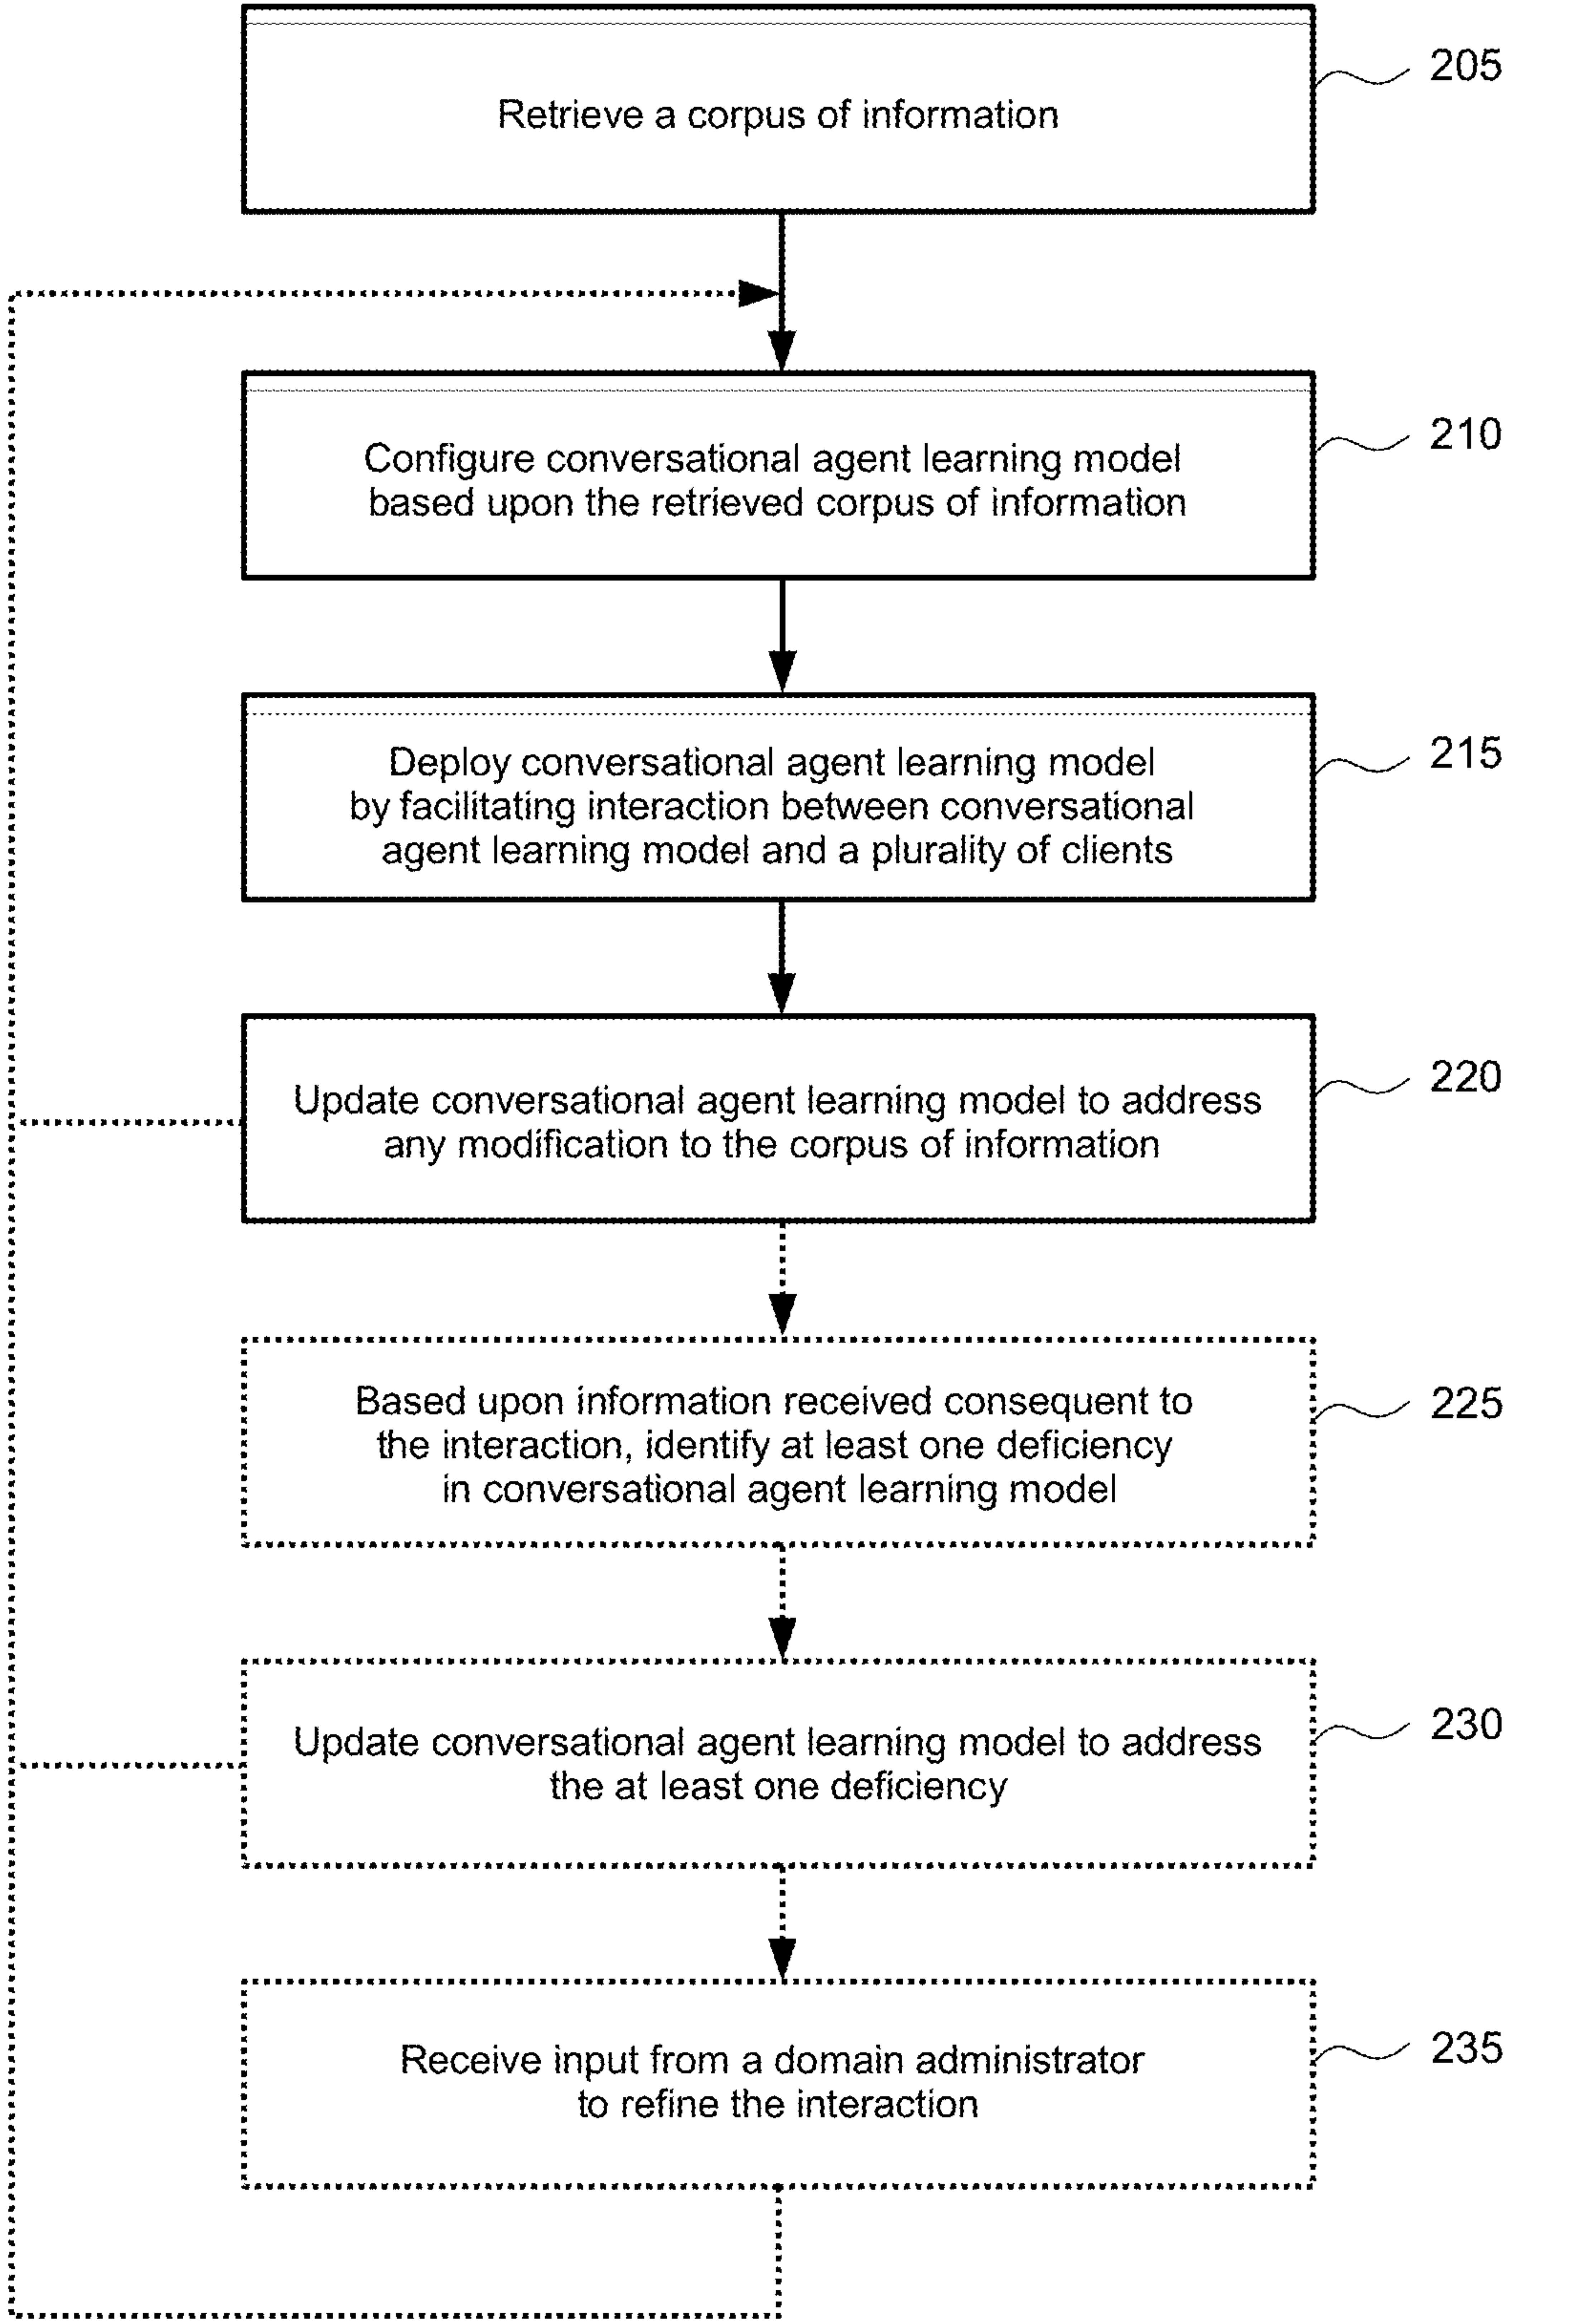 205
Retrieve a corpus of information
210
Configure conversational agent learning model
based upon the retrieved corpus of information
215
Deploy conversational agent learning model
by facilitating interaction between conversational
agent learning model and a plurality of clients
220
Update conversational agent learning model to address
any modification to the corpus of information
225
Based upon information received consequent to
the interaction, identify at least one deficiency
in conversational agent learning model
230
Update conversational agent learning model to address
the at least one deficiency
235
Receive input from a domain administrator
to refine the interaction